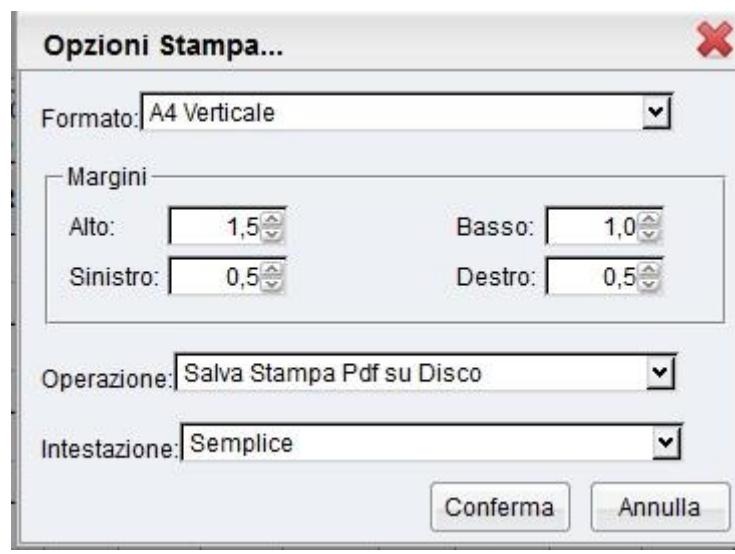 Opzioni Stampa...
Formato: A4 Verticale
Margini
Alto: 1,5 Basso: 1,0
Sinistro: 0,5 Destro: 0,5
Operazione: Salva Stampa Pdf su Disco
Intestazione: Semplice
Conferma Annulla